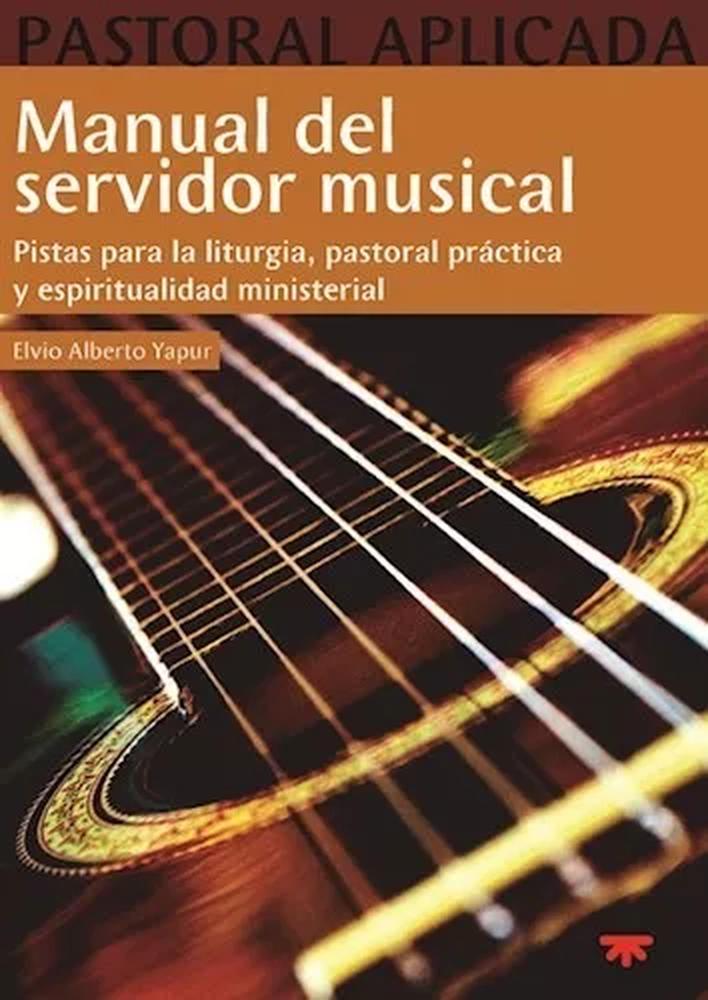 PASTORAL APLICADA
Manual del
servidor musical
Pistas para la liturgia, pastoral práctica
y espiritualidad ministerial
Elvio Alberto Yapur